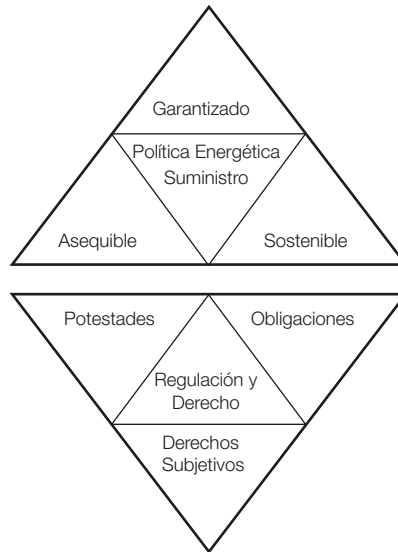 Garantizado
Política Energética
Suministro
Asequible
Sostenible
Potestades
Obligaciones
Regulación y
Derecho
Derechos
Subjetivos